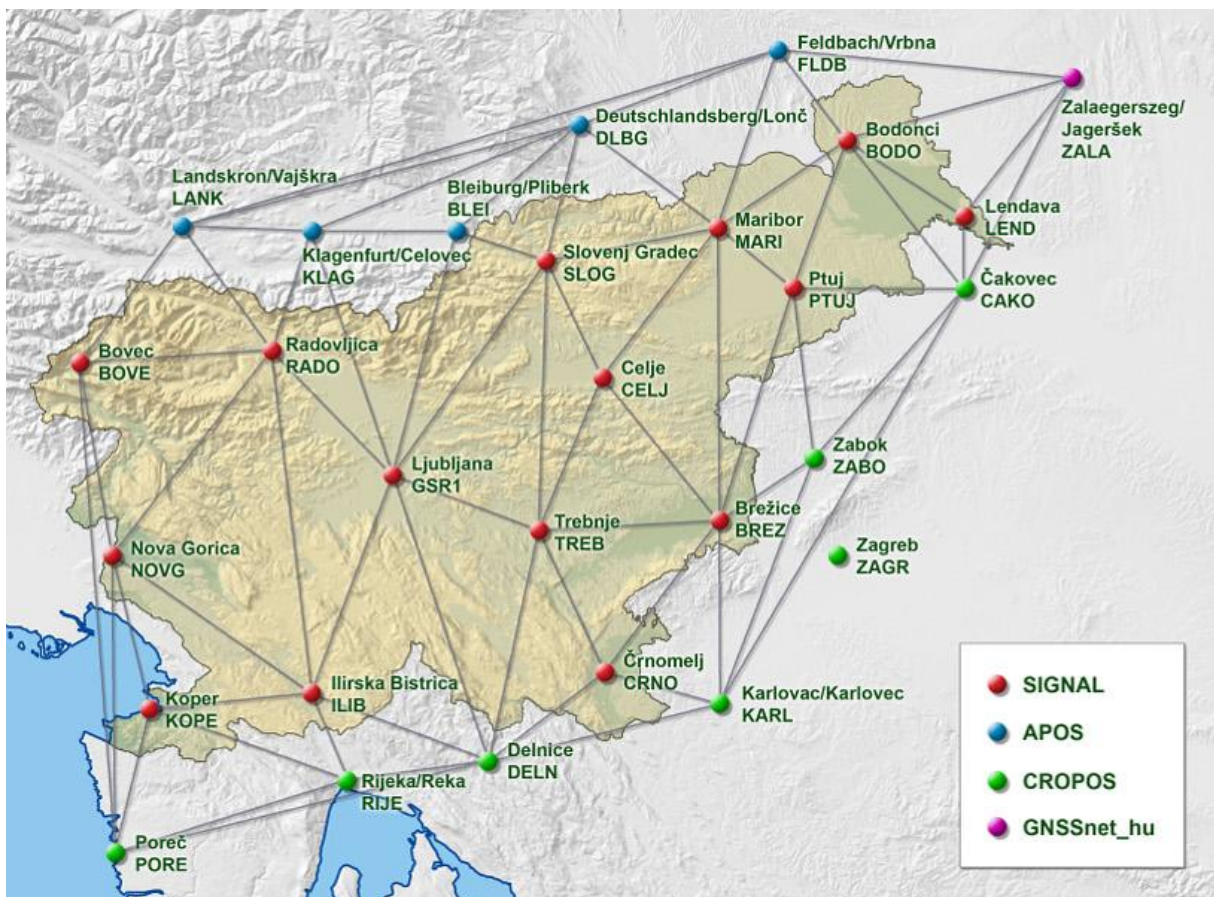 Feldbach/Vrbna
FLDB
Zalaegerszeg/
Jageršek
ZALA
Deutschlandsberg/Lonč
DLBG
Bodonci
BODO
Landskron/Vajškra
LANK
Bleiburg/Pliberk
BLEI
Lendava
LEND
Maribor
MARI
Klagenfurt/Celovec
KLAG
Slovenj Gradec
SLOG
Ptuj
PTUJ
Čakovec
CAKO
Bovec
BOVE
Radovljica
RADO
Celje
CELJ
Zabok
ZABO
Ljubljana
GSR1
Trebnje
TREB
Brežice
BREZ
Zagreb
ZAGR
Nova Gorica
NOVG
Črnomelj
CRNO
Ilirska Bistrica
ILIB
Koper
KOPE
Karlovac/Karlovec
KARL
Delnice
DELN
Rijeka/Reka
RIJE
Poreč
PORE
SIGNAL
APOS
CROPOS
GNSSnet_hu